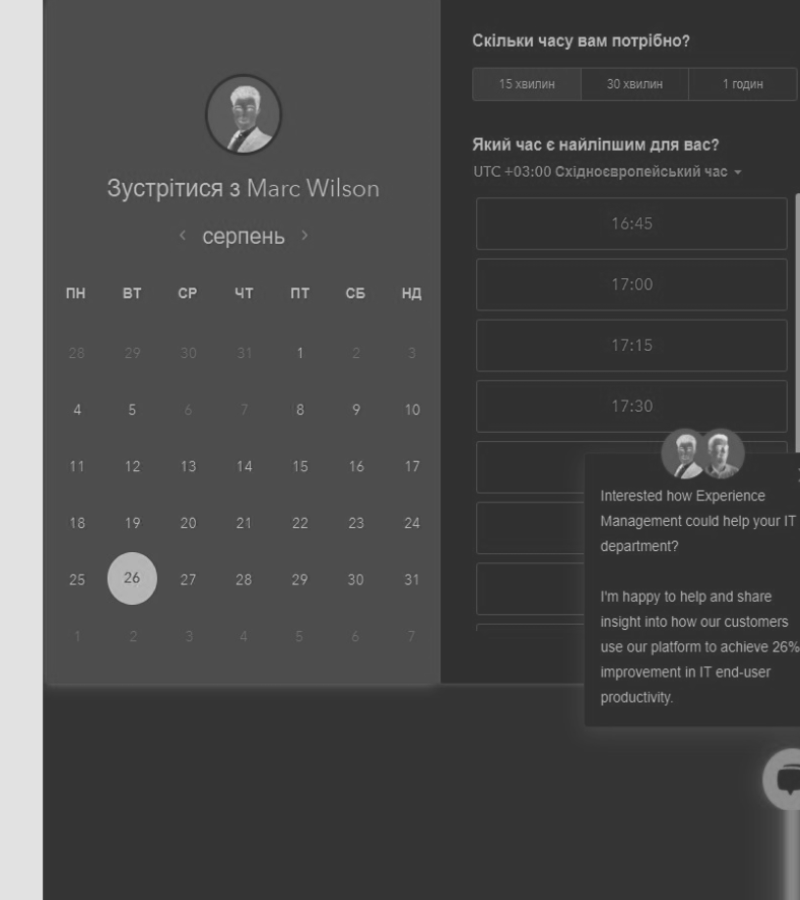 Зустрітися з Marc Wilson
серпень
ПН ВТ СР ЧТ ПТ СБ НД
28 29 30 31 1 2 3
4 5 6 7 8 9 10
11 12 13 14 15 16 17
18 19 20 21 22 23 24
25 26 27 28 29 30 31
1 2 3 4 5 6 7
Скільки часу вам потрібно?
15 хвилин 30 хвилин 1 годин
Який час є найліпшим для вас?
UTC +03:00 Східноєвропейський час
16:45
17:00
17:15
17:30
Interested how Experience
Management could help your IT
department?
I'm happy to help and share
insight into how our customers
use our platform to achieve 26%
improvement in IT end-user
productivity.